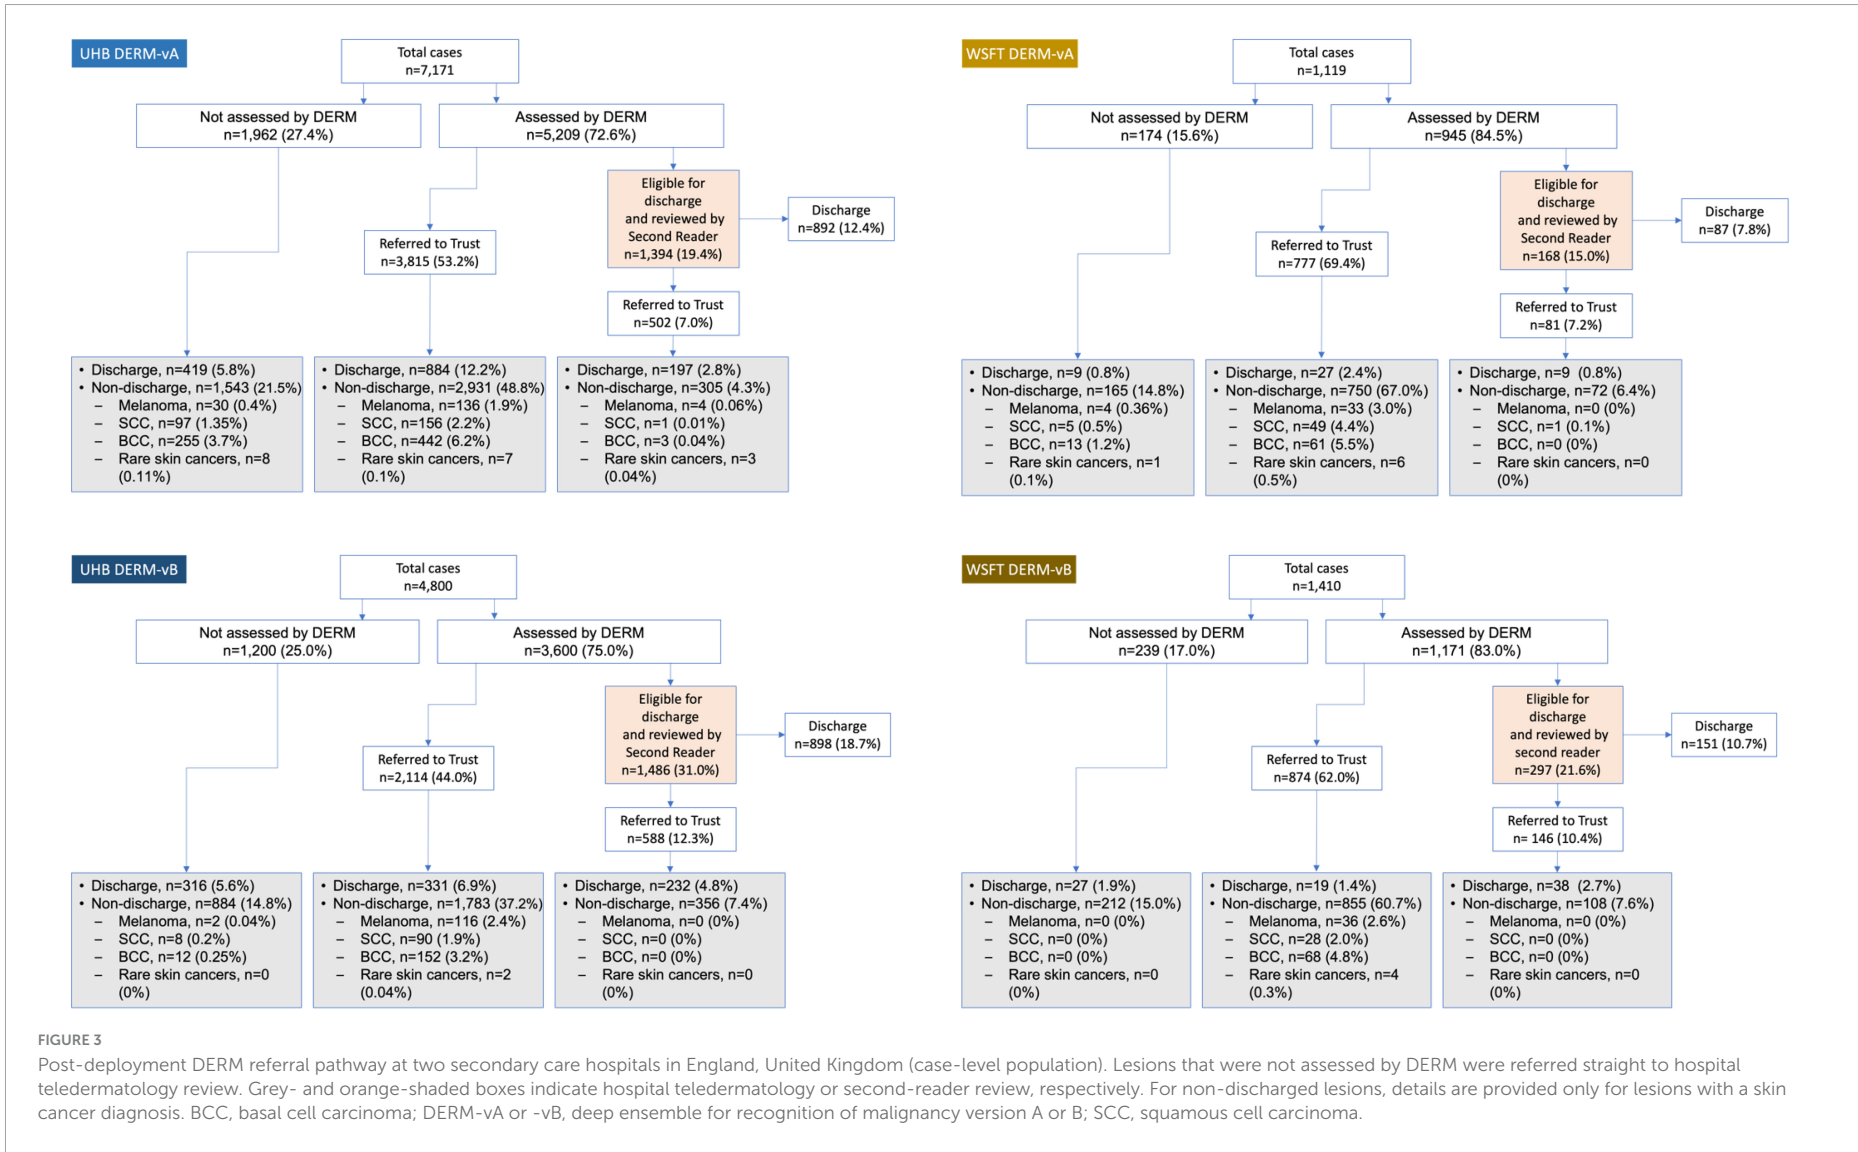 UHB DERM-vA
Total cases
n=7,171
Not assessed by DERM
n=1,962 (27.4%)
Assessed by DERM
n=5,209 (72.6%)
Eligible for
discharge
and reviewed by
Second Reader
n=1,394 (19.4%)
Discharge
n=892 (12.4%)
Referred to Trust
n=3,815 (53.2%)
Referred to Trust
n=502 (7.0%)
• Discharge, n=419 (5.8%)
• Non-discharge, n=1,543 (21.5%)
– Melanoma, n=30 (0.4%)
– SCC, n=97 (1.35%)
– BCC, n=255 (3.7%)
– Rare skin cancers, n=8
(0.11%)
• Discharge, n=884 (12.2%)
• Non-discharge, n=2,931 (48.8%)
– Melanoma, n=136 (1.9%)
– SCC, n=156 (2.2%)
– BCC, n=442 (6.2%)
– Rare skin cancers, n=7
(0.1%)
• Discharge, n=197 (2.8%)
• Non-discharge, n=305 (4.3%)
– Melanoma, n=4 (0.06%)
– SCC, n=1 (0.01%)
– BCC, n=3 (0.04%)
– Rare skin cancers, n=3
(0.04%)
WSFT DERM-vA
Total cases
n=1,119
Not assessed by DERM
n=174 (15.6%)
Assessed by DERM
n=945 (84.5%)
Eligible for
discharge
and reviewed by
Second Reader
n=168 (15.0%)
Discharge
n=87 (7.8%)
Referred to Trust
n=777 (69.4%)
Referred to Trust
n=81 (7.2%)
• Discharge, n=9 (0.8%)
• Non-discharge, n=165 (14.8%)
– Melanoma, n=4 (0.36%)
– SCC, n=5 (0.5%)
– BCC, n=13 (1.2%)
– Rare skin cancers, n=1
(0.1%)
• Discharge, n=27 (2.4%)
• Non-discharge, n=750 (67.0%)
– Melanoma, n=33 (3.0%)
– SCC, n=49 (4.4%)
– BCC, n=61 (5.5%)
– Rare skin cancers, n=6
(0.5%)
• Discharge, n=9 (0.8%)
• Non-discharge, n=72 (6.4%)
– Melanoma, n=0 (0%)
– SCC, n=1 (0.1%)
– BCC, n=0 (0%)
– Rare skin cancers, n=0
(0%)
UHB DERM-vB
Total cases
n=4,800
Not assessed by DERM
n=1,200 (25.0%)
Assessed by DERM
n=3,600 (75.0%)
Eligible for
discharge
and reviewed by
Second Reader
n=1,486 (31.0%)
Discharge
n=898 (18.7%)
Referred to Trust
n=2,114 (44.0%)
Referred to Trust
n=588 (12.3%)
• Discharge, n=316 (5.6%)
• Non-discharge, n=884 (14.8%)
– Melanoma, n=2 (0.04%)
– SCC, n=8 (0.2%)
– BCC, n=12 (0.25%)
– Rare skin cancers, n=0
(0%)
• Discharge, n=331 (6.9%)
• Non-discharge, n=1,783 (37.2%)
– Melanoma, n=116 (2.4%)
– SCC, n=90 (1.9%)
– BCC, n=152 (3.2%)
– Rare skin cancers, n=2
(0.04%)
• Discharge, n=232 (4.8%)
• Non-discharge, n=356 (7.4%)
– Melanoma, n=0 (0%)
– SCC, n=0 (0%)
– BCC, n=0 (0%)
– Rare skin cancers, n=0
(0%)
WSFT DERM-vB
Total cases
n=1,410
Not assessed by DERM
n=239 (17.0%)
Assessed by DERM
n=1,171 (83.0%)
Eligible for
discharge
and reviewed by
second reader
n=297 (21.6%)
Discharge
n=151 (10.7%)
Referred to Trust
n=874 (62.0%)
Referred to Trust
n= 146 (10.4%)
• Discharge, n=27 (1.9%)
• Non-discharge, n=212 (15.0%)
– Melanoma, n=0 (0%)
– SCC, n=0 (0%)
– BCC, n=0 (0%)
– Rare skin cancers, n=0
(0%)
• Discharge, n=19 (1.4%)
• Non-discharge, n=855 (60.7%)
– Melanoma, n=36 (2.6%)
– SCC, n=28 (2.0%)
– BCC, n=68 (4.8%)
– Rare skin cancers, n=4
(0.3%)
• Discharge, n=38 (2.7%)
• Non-discharge, n=108 (7.6%)
– Melanoma, n=0 (0%)
– SCC, n=0 (0%)
– BCC, n=0 (0%)
– Rare skin cancers, n=0
(0%)
FIGURE 3
Post-deployment DERM referral pathway at two secondary care hospitals in England, United Kingdom (case-level population). Lesions that were not assessed by DERM were referred straight to hospital
teledermatology review. Grey- and orange-shaded boxes indicate hospital teledermatology or second-reader review, respectively. For non-discharged lesions, details are provided only for lesions with a skin
cancer diagnosis. BCC, basal cell carcinoma; DERM-vA or -vB, deep ensemble for recognition of malignancy version A or B; SCC, squamous cell carcinoma.